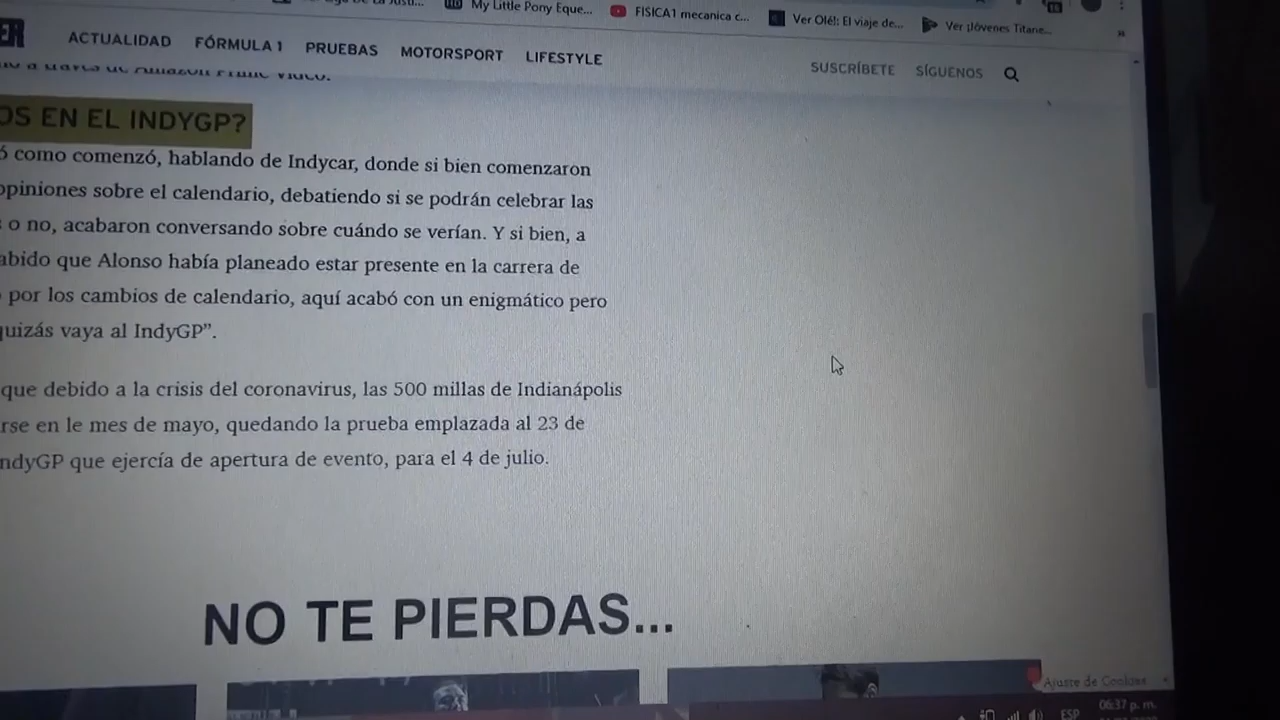 My Little Pony Eque...
FISICA1 mecanica c...
Ver Olé!: El viaje de...
Ver ¡Jóvenes Titane...
»
ER
ACTUALIDAD
FÓRMULA 1
PRUEBAS
MOTORSPORT
LIFESTYLE
SUSCRÍBETE
SÍGUENOS
OS EN EL INDYGP?
ó como comenzó, hablando de Indycar, donde si bien comenzaron
opiniones sobre el calendario, debatiendo si se podrán celebrar las
s o no, acabaron conversando sobre cuándo se verían. Y si bien, a
abido que Alonso había planeado estar presente en la carrera de
por los cambios de calendario, aquí acabó con un enigmático pero
quizás vaya al IndyGP”.
que debido a la crisis del coronavirus, las 500 millas de Indianápolis
rse en le mes de mayo, quedando la prueba emplazada al 23 de
ndyGP que ejercía de apertura de evento, para el 4 de julio.
NO TE PIERDAS...
Ajuste de Cookies
ESP
06:37 p. m.